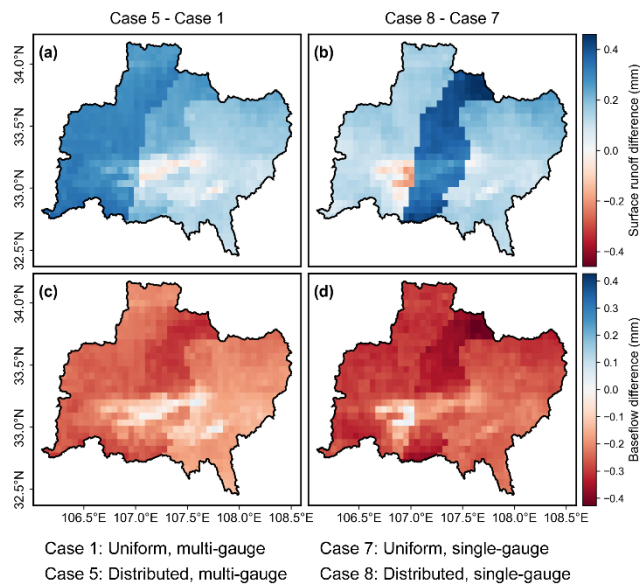 Case 5 - Case 1
Case 8 - Case 7
(a)
(b)
34.0°N
33.5°N
33.0°N
32.5°N
0.4
0.2
0.0
−0.2
−0.4
Surface runoff difference (mm)
(c)
(d)
34.0°N
33.5°N
33.0°N
32.5°N
0.4
0.3
0.2
0.1
0.0
−0.1
−0.2
−0.3
−0.4
Baseflow difference (mm)
106.5°E 107.0°E 107.5°E 108.0°E 108.5°E
106.5°E 107.0°E 107.5°E 108.0°E 108.5°E
Case 1: Uniform, multi-gauge
Case 7: Uniform, single-gauge
Case 5: Distributed, multi-gauge
Case 8: Distributed, single-gauge